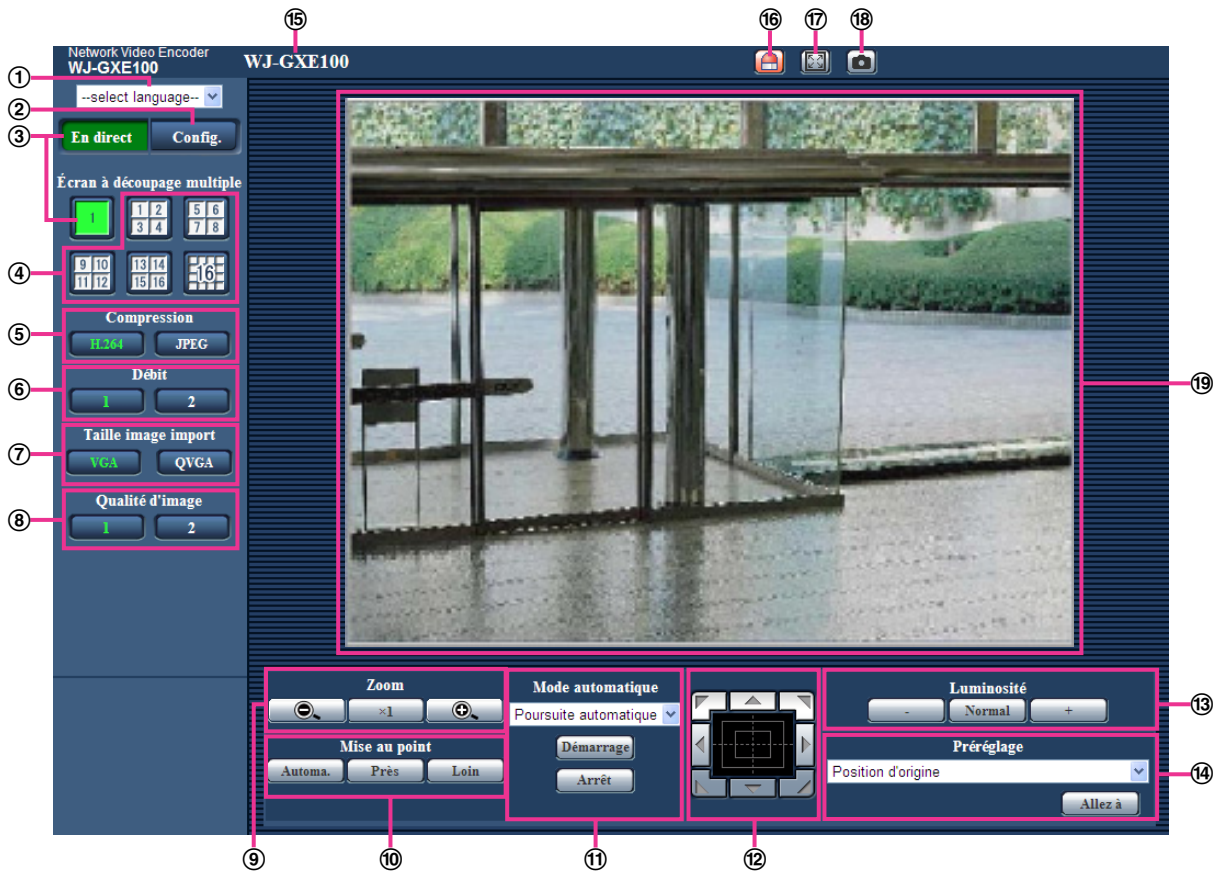 ⑮ ⑯ ⑰ ⑱
Network Video Encoder
WJ-GXE100
WJ-GXE100
①
--select language--
②
③
En direct Config.
Écran à découpage multiple
1
1 2
3 4
5 6
7 8
④
9 10
11 12
13 14
15 16
16
Compression
⑤
H.264 JPEG
Débit
⑥
1 2
Taille image import
⑦
VGA QVGA
Qualité d'image
⑧
1 2
⑲
Zoom
×1
Mise au point
Automa. Près Loin
Mode automatique
Poursuite automatique
Démarrage
Arrêt
Luminosité
- Normal +
⑬
Préréglage
Position d'origine
⑭
Allez à
⑨ ⑩ ⑪ ⑫